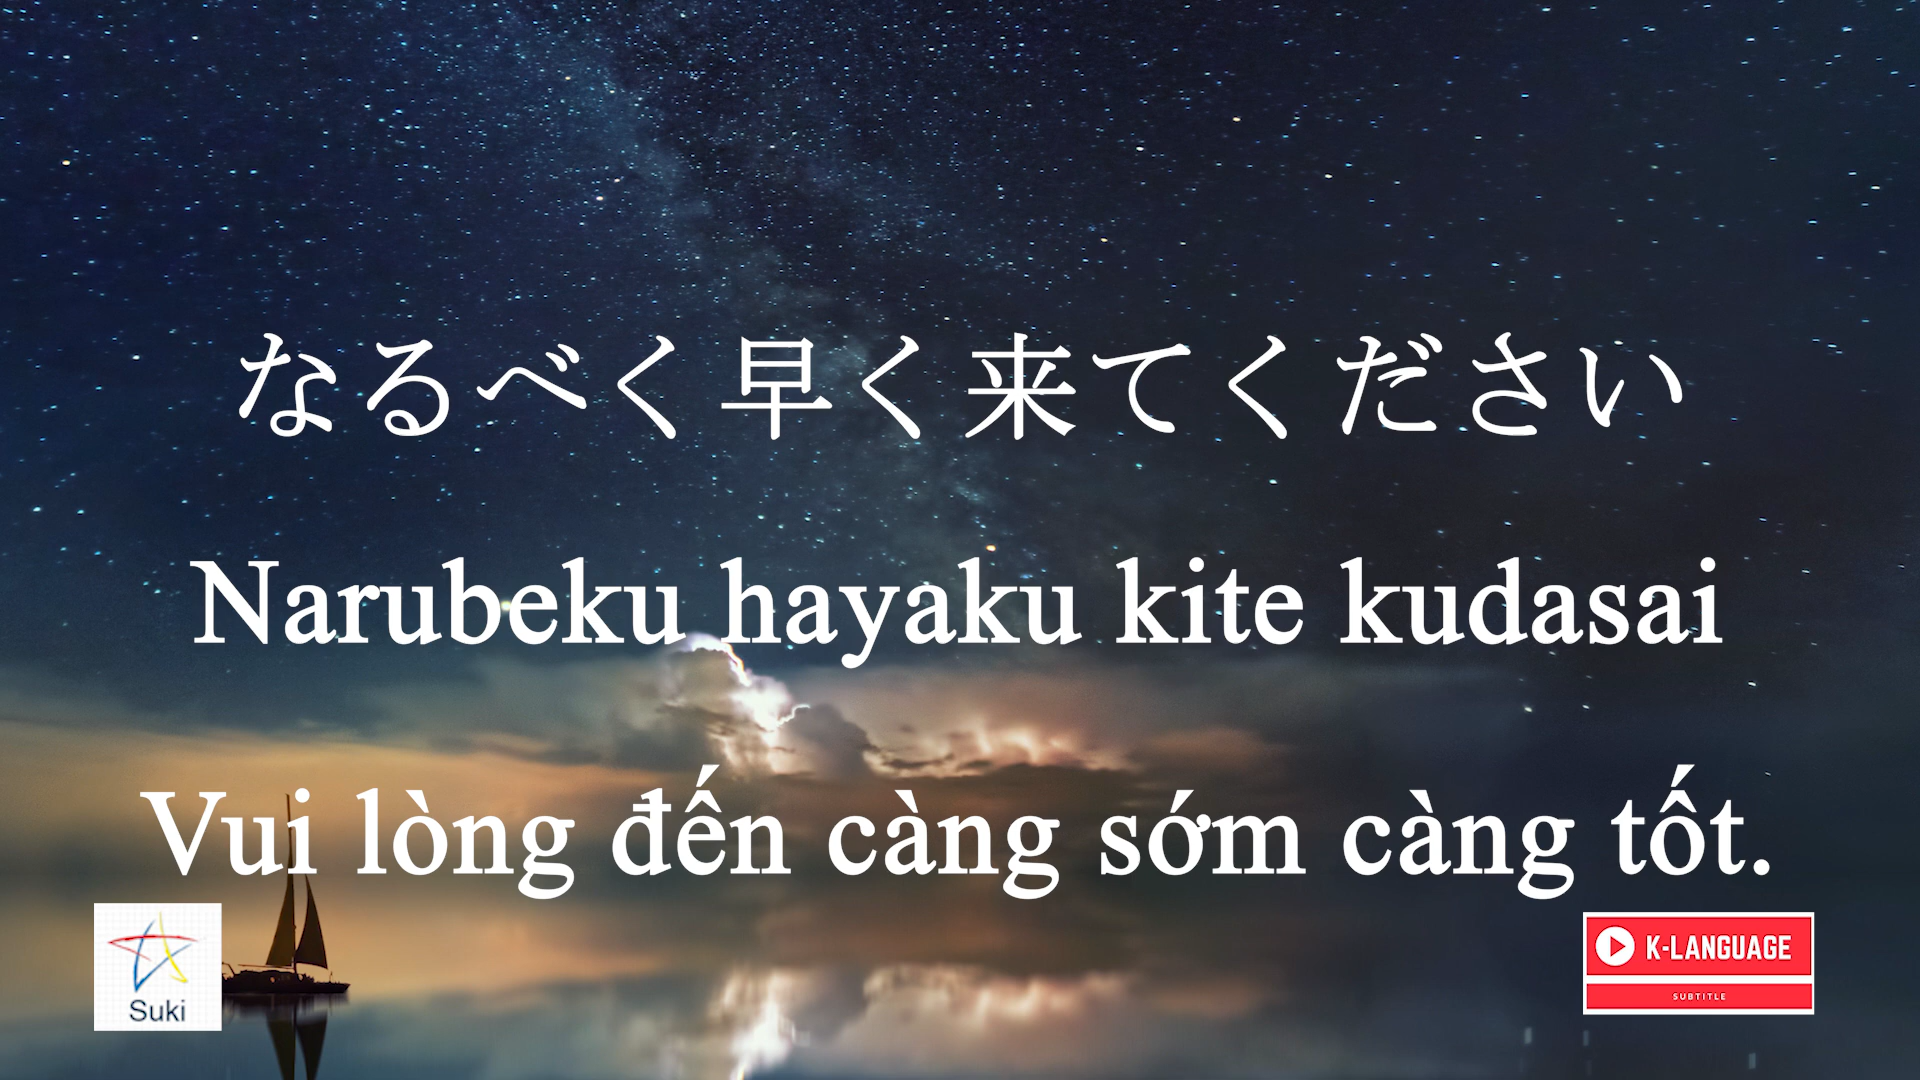 なるべく早く来てください
Narubeku hayaku kite kudasai
Vui lòng đến càng sớm càng tốt.
Suki
K-LANGUAGE
SUBTITLE